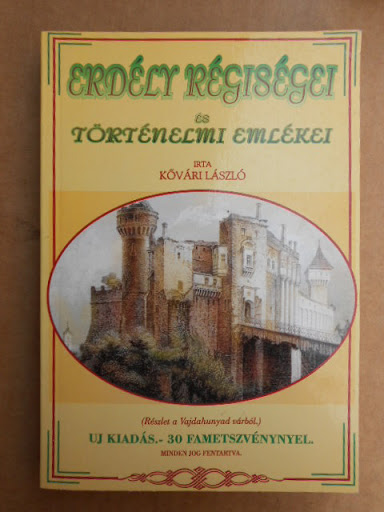 ERDÉLY RÉGISÉGEI
ÉS
TÖRTÉNELMI EMLÉKEI
IRTA
KŐVÁRI LÁSZLÓ
(Részlet a Vajdahunyad várból.)
UJ KIADÁS.- 30 FAMETSZVÉNYNYEL.
MINDEN JOG FENTARTVA.